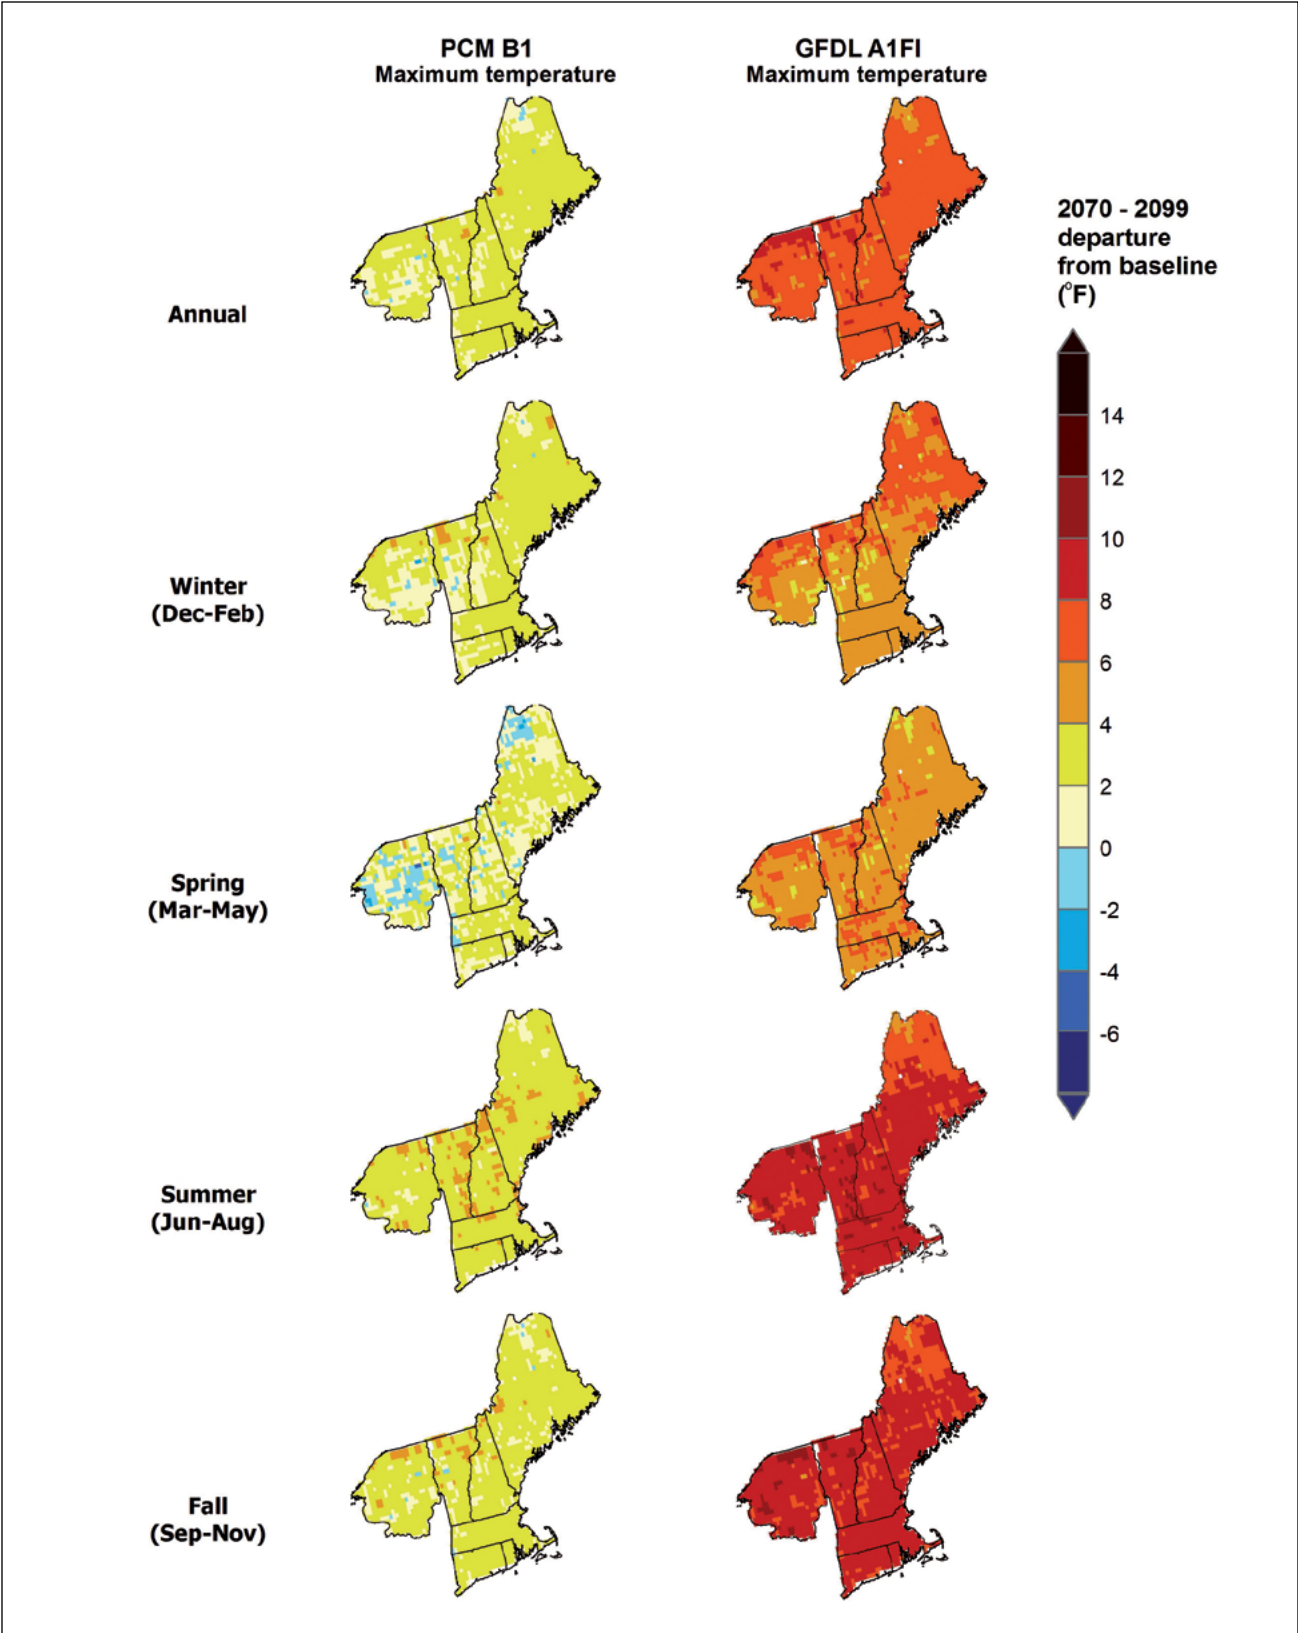 PCM B1
Maximum temperature
GFDL A1FI
Maximum temperature
2070 - 2099
departure
from baseline
(°F)
14
12
10
8
6
4
2
0
-2
-4
-6
Annual
Winter
(Dec-Feb)
Spring
(Mar-May)
Summer
(Jun-Aug)
Fall
(Sep-Nov)